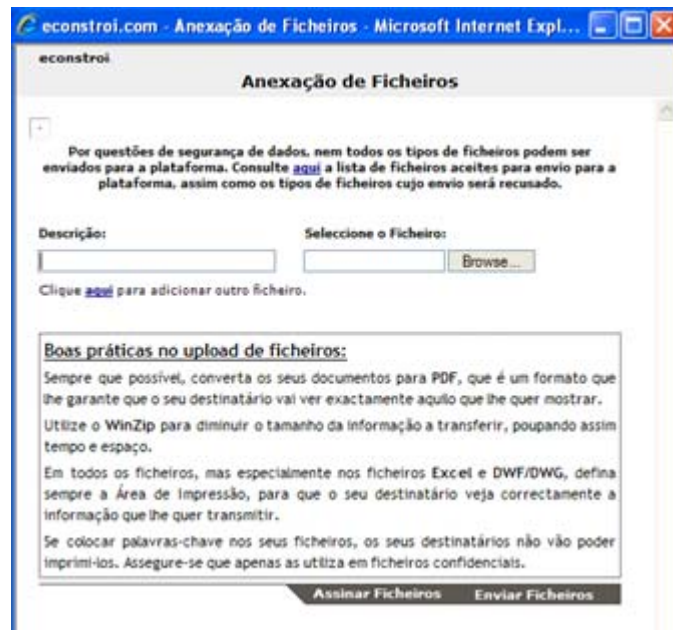 econstroi.com - Anexação de Ficheiros - Microsoft Internet Expl...
econstroi
Anexação de Ficheiros
Por questões de segurança de dados, nem todos os tipos de ficheiros podem ser
enviados para a plataforma. Consulte aqui a lista de ficheiros aceites para envio para a
plataforma, assim como os tipos de ficheiros cujo envio será recusado.
Descrição: Seleccione o Ficheiro:
Browse...
Clique aqui para adicionar outro ficheiro.
Boas práticas no upload de ficheiros:
Sempre que possível, converta os seus documentos para PDF, que é um formato que
lhe garante que o seu destinatário vai ver exactamente aquilo que lhe quer mostrar.
Utilize o WinZip para diminuir o tamanho da informação a transferir, poupando assim
tempo e espaço.
Em todos os ficheiros, mas especialmente nos ficheiros Excel e DWF/DWG, defina
sempre a Área de Impressão, para que o seu destinatário veja correctamente a
informação que lhe quer transmitir.
Se colocar palavras-chave nos seus ficheiros, os seus destinatários não vão poder
imprimi-los. Assegure-se que apenas as utiliza em ficheiros confidenciais.
Assinar Ficheiros Enviar Ficheiros